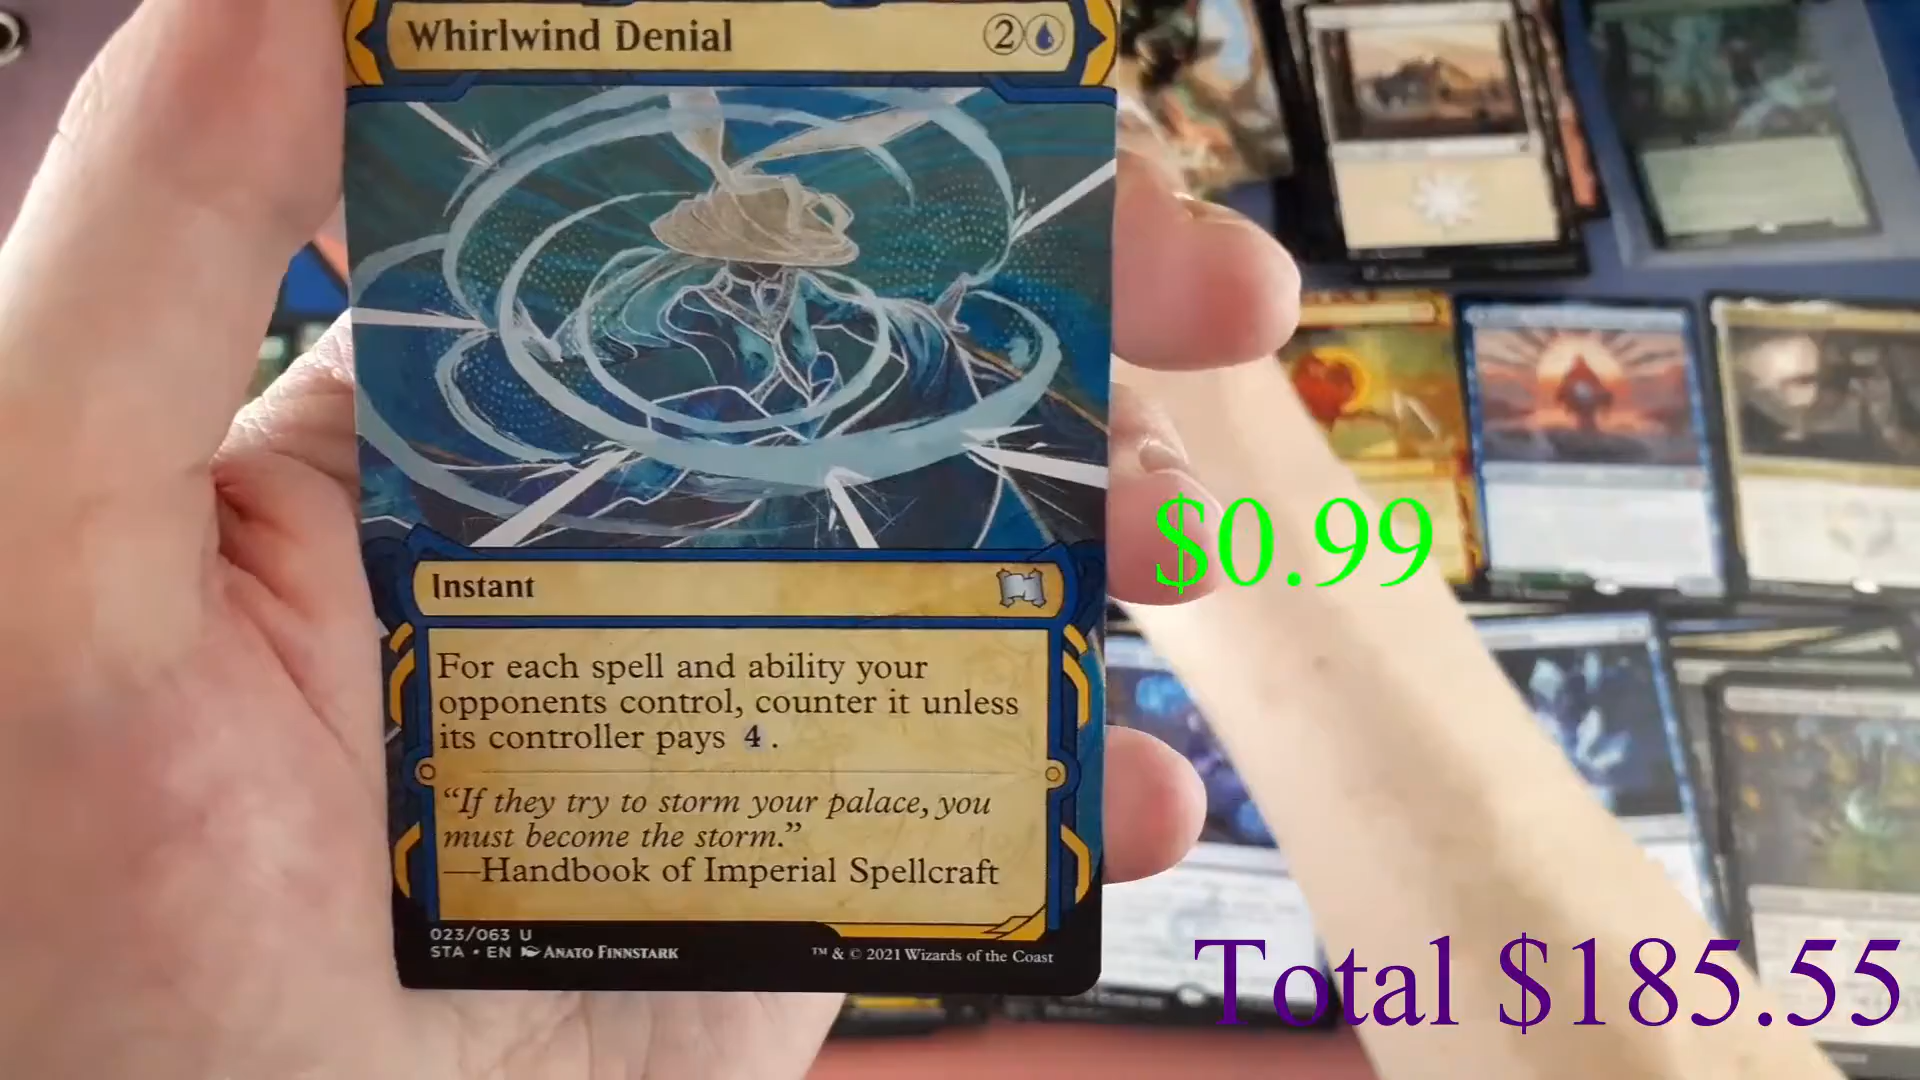 Whirlwind Denial 2
Instant
For each spell and ability your
opponents control, counter it unless
its controller pays 4.
“If they try to storm your palace, you
must become the storm.”
—Handbook of Imperial Spellcraft
023/063 U
STA • EN ANATO FINNSTARK
™ & © 2021 Wizards of the Coast
$0.99
Total $185.55